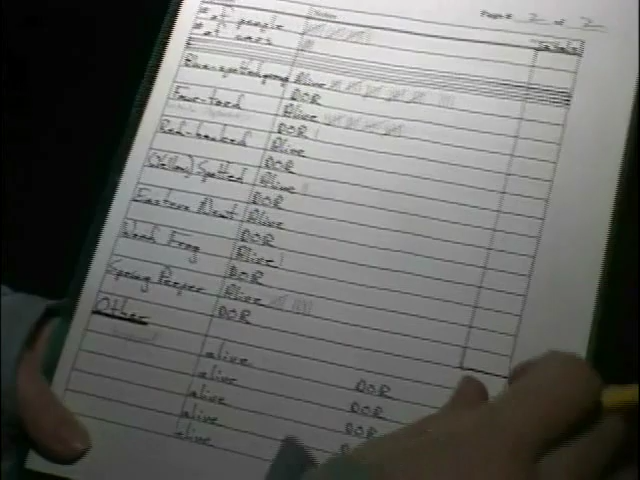 Page # 2 of 2
# of people
# of cars
Blue-spotted Alive
DOR
Four-toed Alive
DOR
Red-backed Alive
DOR
(Yellow) Spotted Alive
DOR
Eastern Newt Alive
DOR
Wood Frog Alive
DOR
Spring Peeper Alive
DOR
Other
alive DOR
alive DOR
alive DOR
alive
alive